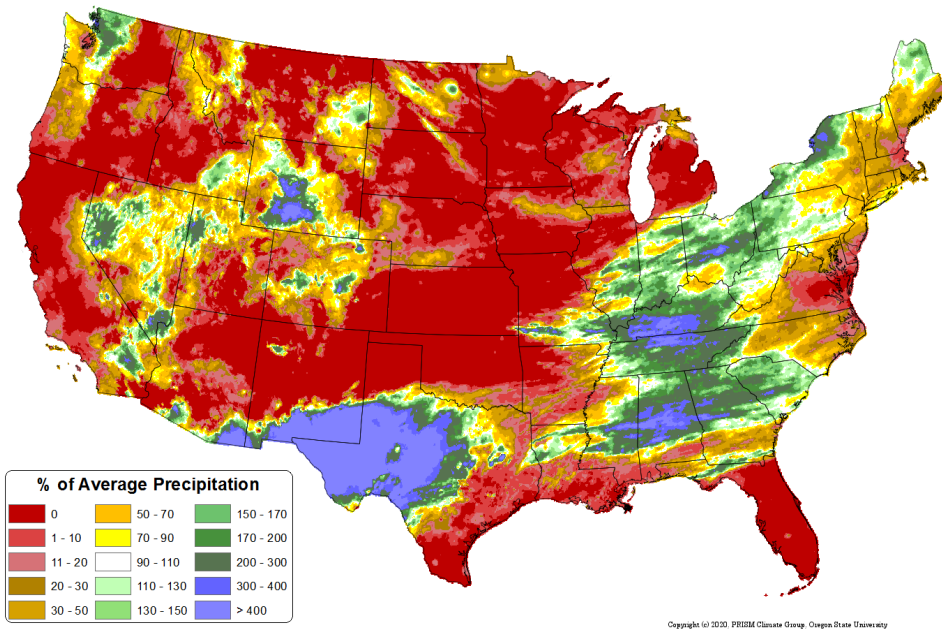 % of Average Precipitation
0 50 - 70 150 - 170
1 - 10 70 - 90 170 - 200
11 - 20 90 - 110 200 - 300
20 - 30 110 - 130 300 - 400
30 - 50 130 - 150 > 400
Copyright (c) 2020, PRISM Climate Group, Oregon State University